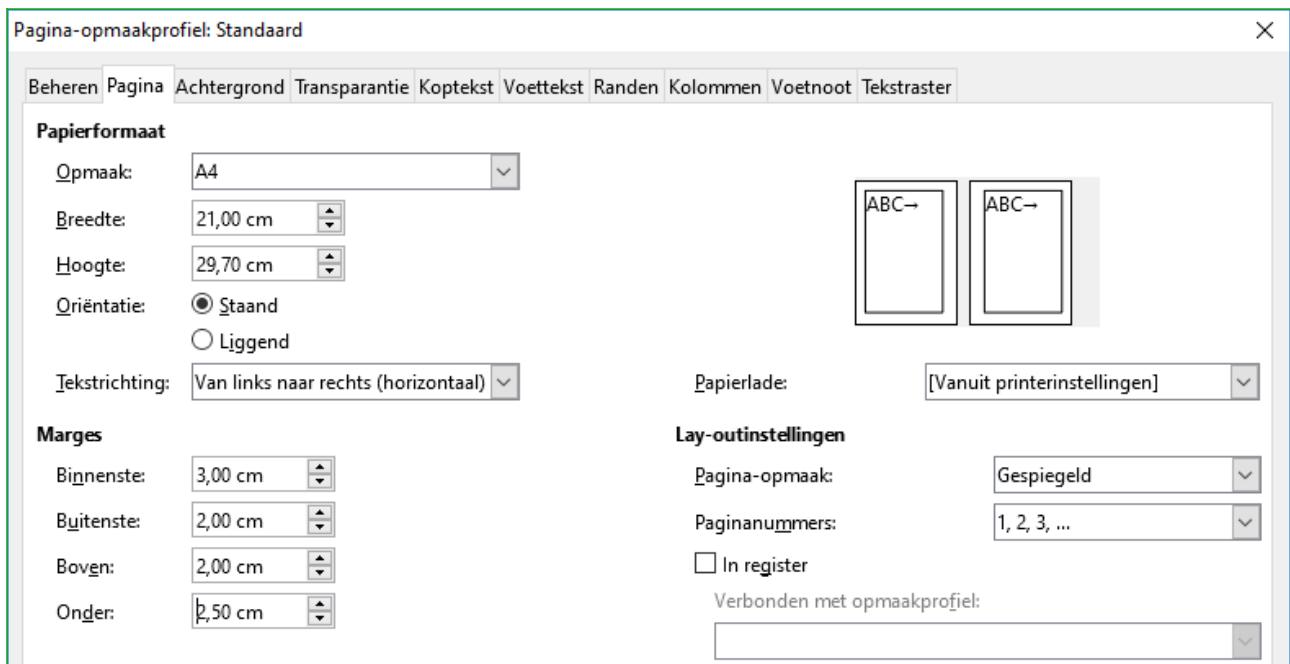 Pagina-opmaakprofiel: Standaard
Beheren Pagina Achtergrond Transparantie Koptekst Voettekst Randen Kolommen Voetnoot Tekstraster
Papierformaat
Opmaak: A4
Breedte: 21,00 cm
Hoogte: 29,70 cm
Oriëntatie: Staand
Liggend
ABC→ ABC→
Tekstrichting: Van links naar rechts (horizontaal)
Papierlade: [Vanuit printerinstellingen]
Marges
Binnenste: 3,00 cm
Buitenste: 2,00 cm
Boven: 2,00 cm
Onder: 2,50 cm
Lay-outinstellingen
Pagina-opmaak: Gespiegeld
Paginanummers: 1, 2, 3, ...
In register
Verbonden met opmaakprofiel: